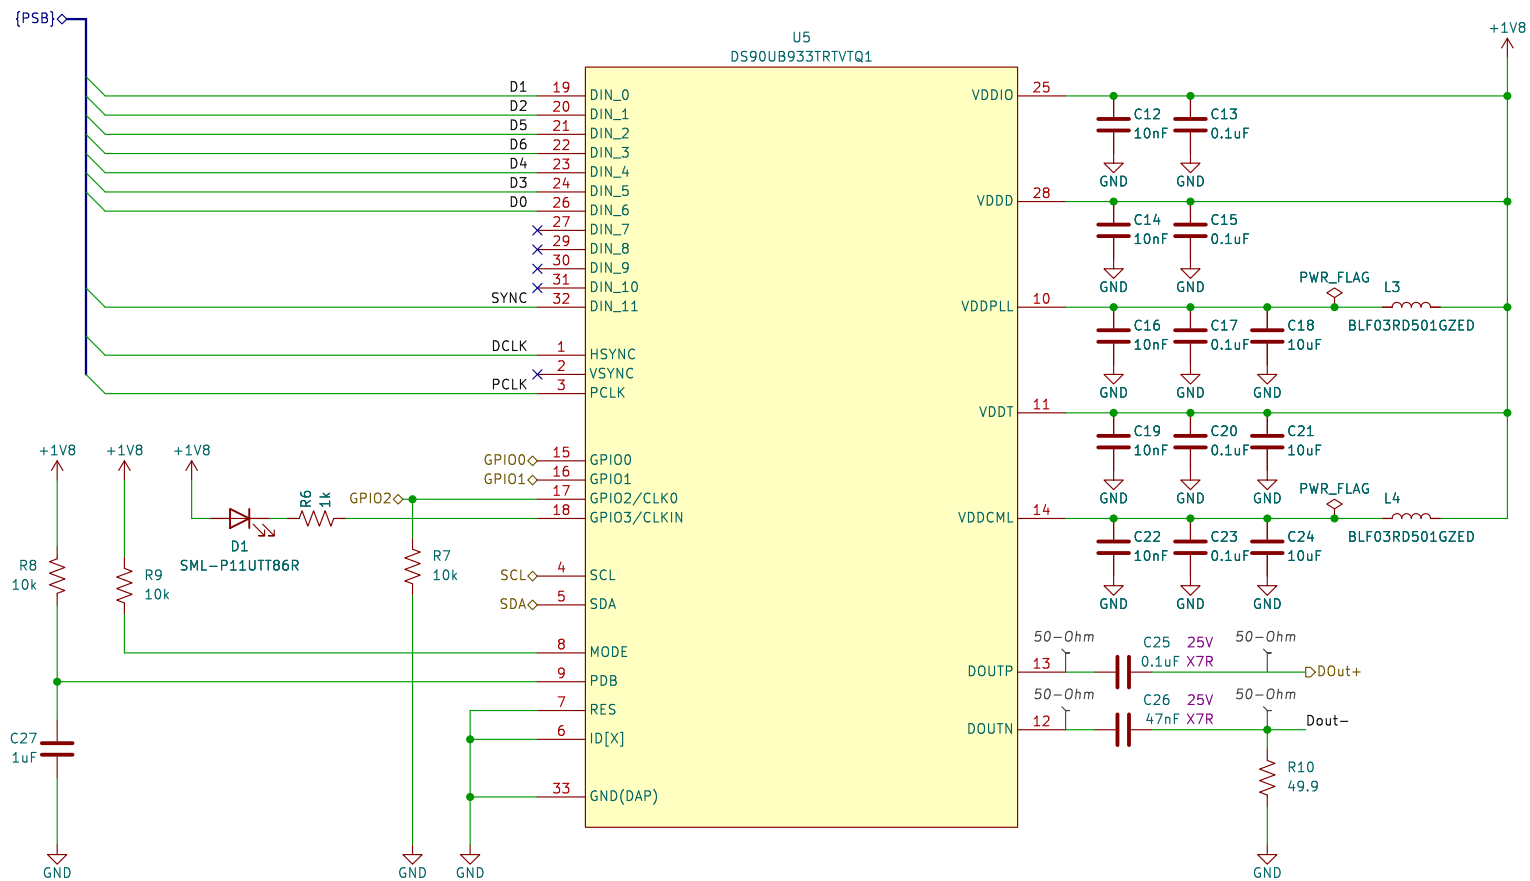 {PSB}
U5
DS90UB933TRTVTQ1
+1V8
D1 19 DIN_0
D2 20 DIN_1
D5 21 DIN_2
D6 22 DIN_3
D4 23 DIN_4
D3 24 DIN_5
D0 26 DIN_6
27 DIN_7
29 DIN_8
30 DIN_9
31 DIN_10
SYNC 32 DIN_11
DCLK 1 HSYNC
2 VSYNC
PCLK 3 PCLK
GPIO0 15 GPIO0
GPIO1 16 GPIO1
GPIO2 17 GPIO2/CLK0
18 GPIO3/CLKIN
SCL 4 SCL
SDA 5 SDA
8 MODE
9 PDB
7 RES
6 ID[X]
33 GND(DAP)
+1V8 +1V8 +1V8
R6
1k
D1
SML-P11UTT86R
R8
10k
R9
10k
R7
10k
C27
1uF
GND GND GND
VDDIO 25
C12 C13
10nF 0.1uF
GND GND
VDDD 28
C14 C15
10nF 0.1uF
GND GND
PWR_FLAG L3
VDDPLL 10
BLF03RD501GZED
C16 C17 C18
10nF 0.1uF 10uF
GND GND GND
VDDT 11
C19 C20 C21
10nF 0.1uF 10uF
GND GND GND
PWR_FLAG L4
VDDCML 14
BLF03RD501GZED
C22 C23 C24
10nF 0.1uF 10uF
GND GND GND
50-Ohm C25 25V 50-Ohm
0.1uF X7R
DOUTP 13 DOut+
50-Ohm C26 25V 50-Ohm
47nF X7R
DOUTN 12 Dout-
R10
49.9
GND